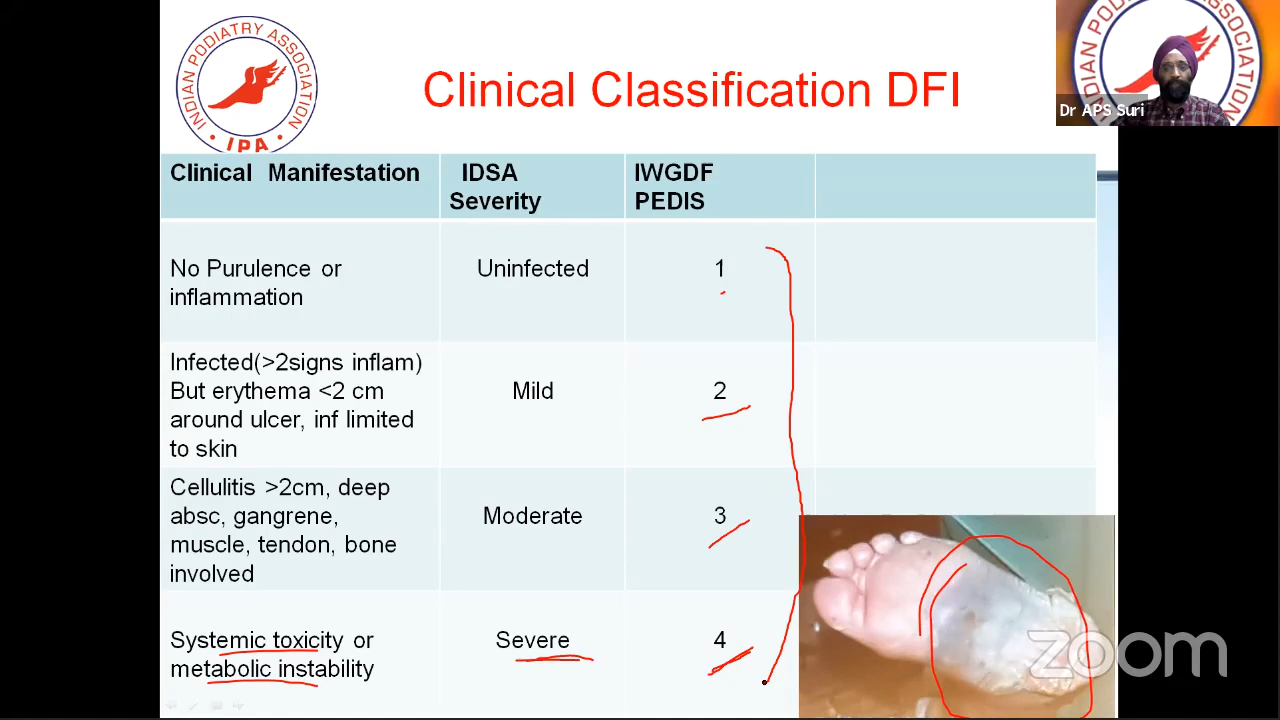 INDIAN PODIATRY ASSOCIATION
• IPA •
Clinical Classification DFI
Dr APS Suri
Clinical Manifestation
IDSA
Severity
IWGDF
PEDIS
No Purulence or
inflammation
Uninfected
1
Infected(>2signs inflam)
But erythema <2 cm
around ulcer, inf limited
to skin
Mild
2
Cellulitis >2cm, deep
absc, gangrene,
muscle, tendon, bone
involved
Moderate
3
Systemic toxicity or
metabolic instability
Severe
4
zoom